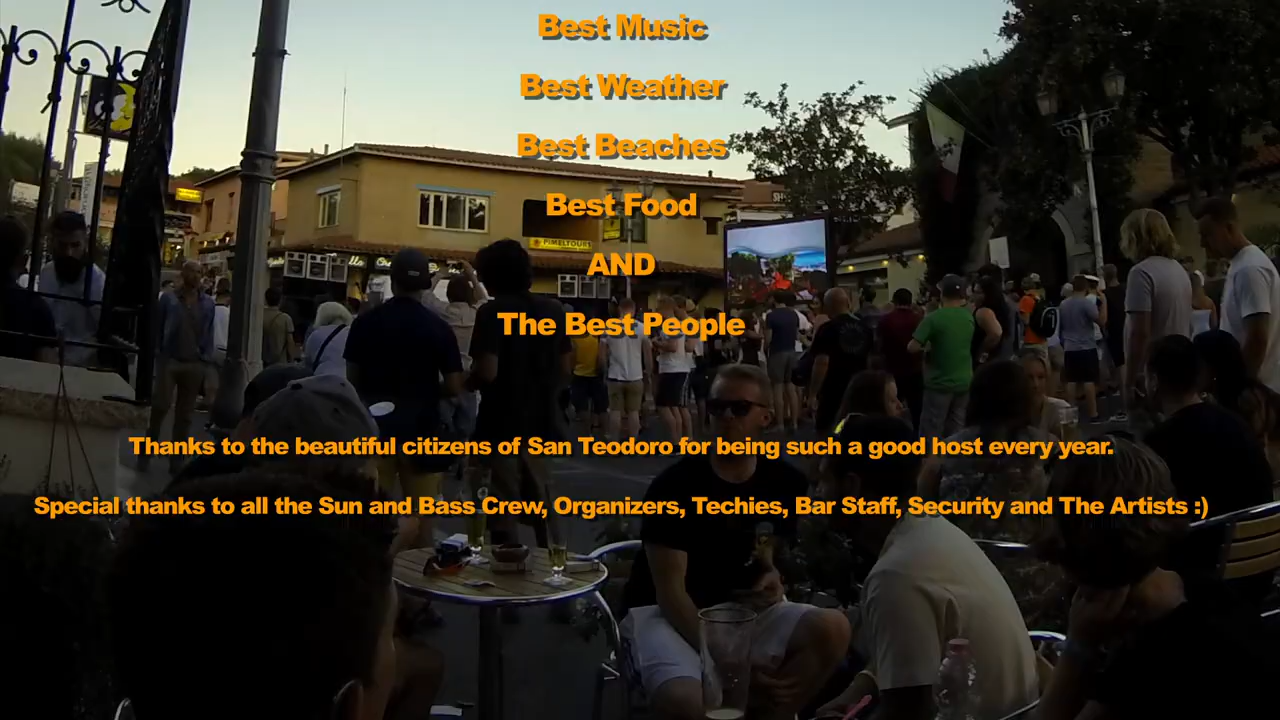 Best Music
Best Weather
Best Beaches
Best Food
AND
PIMELTOURS
The Best People
Thanks to the beautiful citizens of San Teodoro for being such a good host every year.
Special thanks to all the Sun and Bass Crew, Organizers, Techies, Bar Staff, Security and The Artists :)